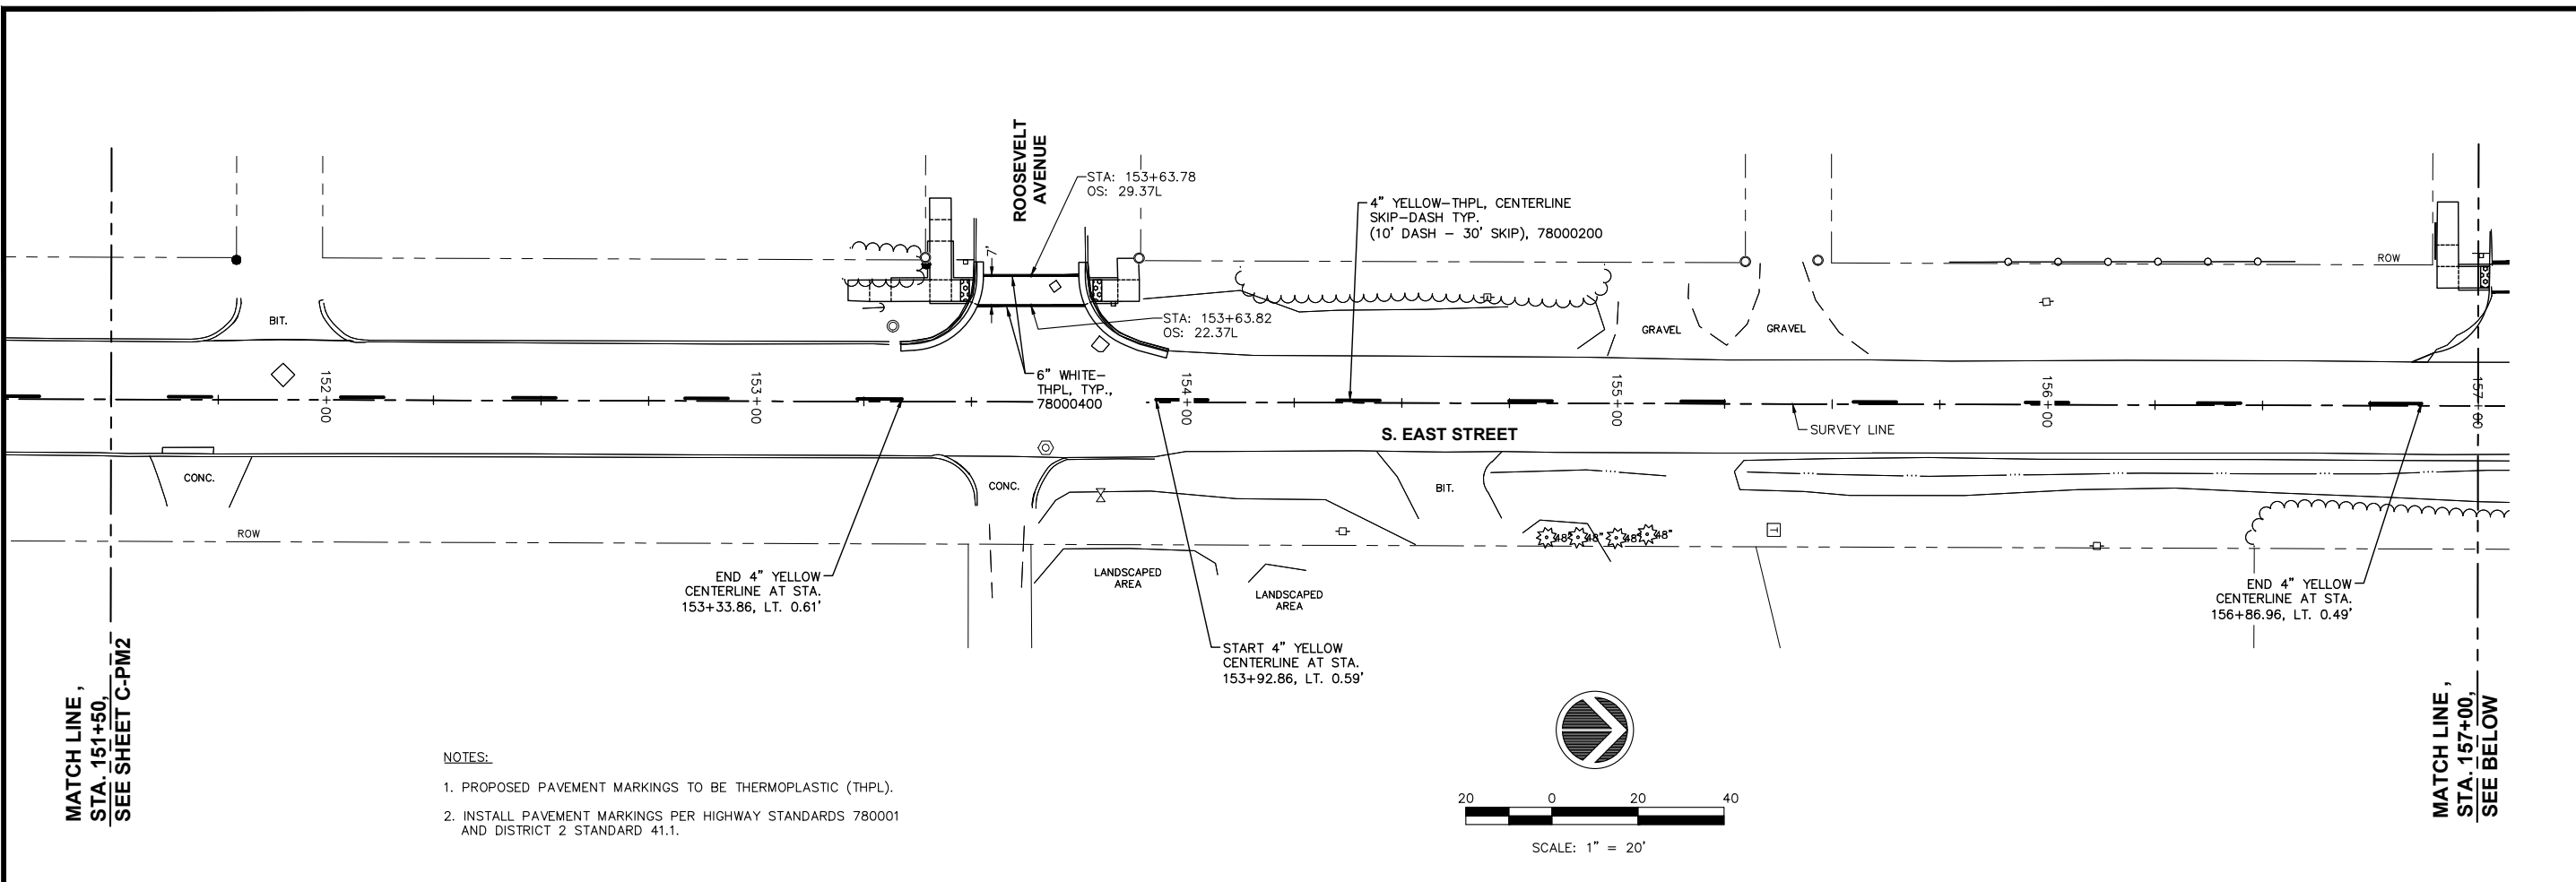 ROOSEVELT
AVENUE
STA: 153+63.78
OS: 29.37L
7'
4" YELLOW-THPL, CENTERLINE
SKIP-DASH TYP.
(10' DASH - 30' SKIP), 78000200
ROW
BIT.
STA: 153+63.82
OS: 22.37L
GRAVEL
GRAVEL
6" WHITE-
THPL, TYP.,
78000400
152+00
153+00
154+00
155+00
156+00
157+00
S. EAST STREET
SURVEY LINE
CONC.
CONC.
BIT.
ROW
48"
48"
48"
48"
T
END 4" YELLOW
CENTERLINE AT STA.
153+33.86, LT. 0.61'
LANDSCAPED
AREA
LANDSCAPED
AREA
END 4" YELLOW
CENTERLINE AT STA.
156+86.96, LT. 0.49'
START 4" YELLOW
CENTERLINE AT STA.
153+92.86, LT. 0.59'
MATCH LINE ,
STA. 151+50,
SEE SHEET C-PM2
MATCH LINE ,
STA. 157+00,
SEE BELOW
NOTES:
1. PROPOSED PAVEMENT MARKINGS TO BE THERMOPLASTIC (THPL).
2. INSTALL PAVEMENT MARKINGS PER HIGHWAY STANDARDS 780001
AND DISTRICT 2 STANDARD 41.1.
20 0 20 40
SCALE: 1" = 20'